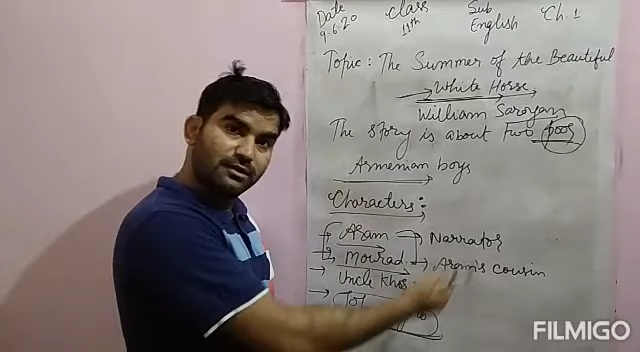 Date Class Sub Ch. 1
9.6.20 11th English
Topic: The Summer of the Beautiful
White Horse
William Saroyan
The story is about two poor
Armenian boys
Characters:
Aram Narrator
Mourad Aram's cousin
Uncle Khos
FILMIGO